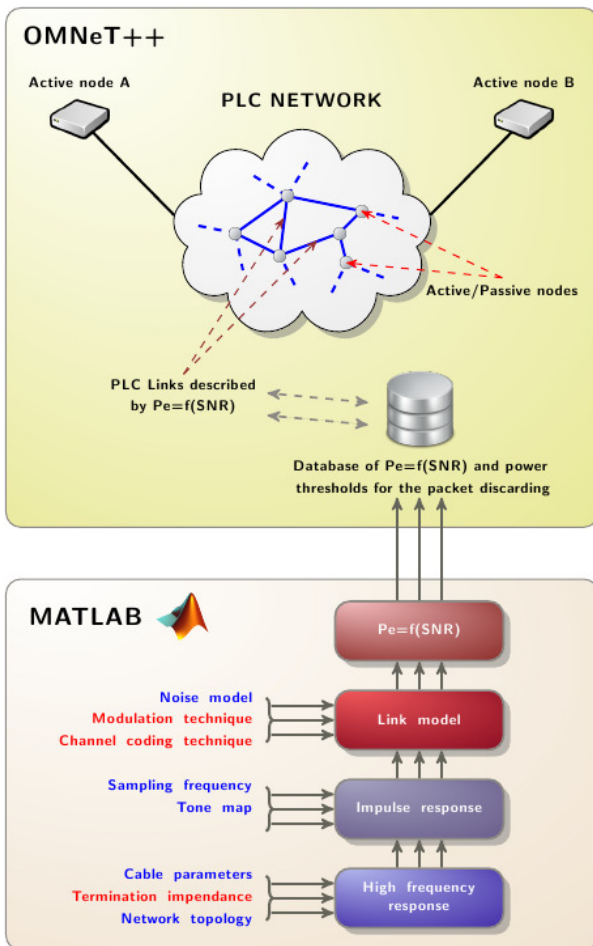 OMNeT++
Active node A
Active node B
PLC NETWORK
Active/Passive nodes
PLC Links described
by Pe=f(SNR)
Database of Pe=f(SNR) and power
thresholds for the packet discarding
MATLAB
Pe=f(SNR)
Noise model
Modulation technique
Channel coding technique
Link model
Sampling frequency
Tone map
Impulse response
Cable parameters
Termination impendance
Network topology
High frequency
response